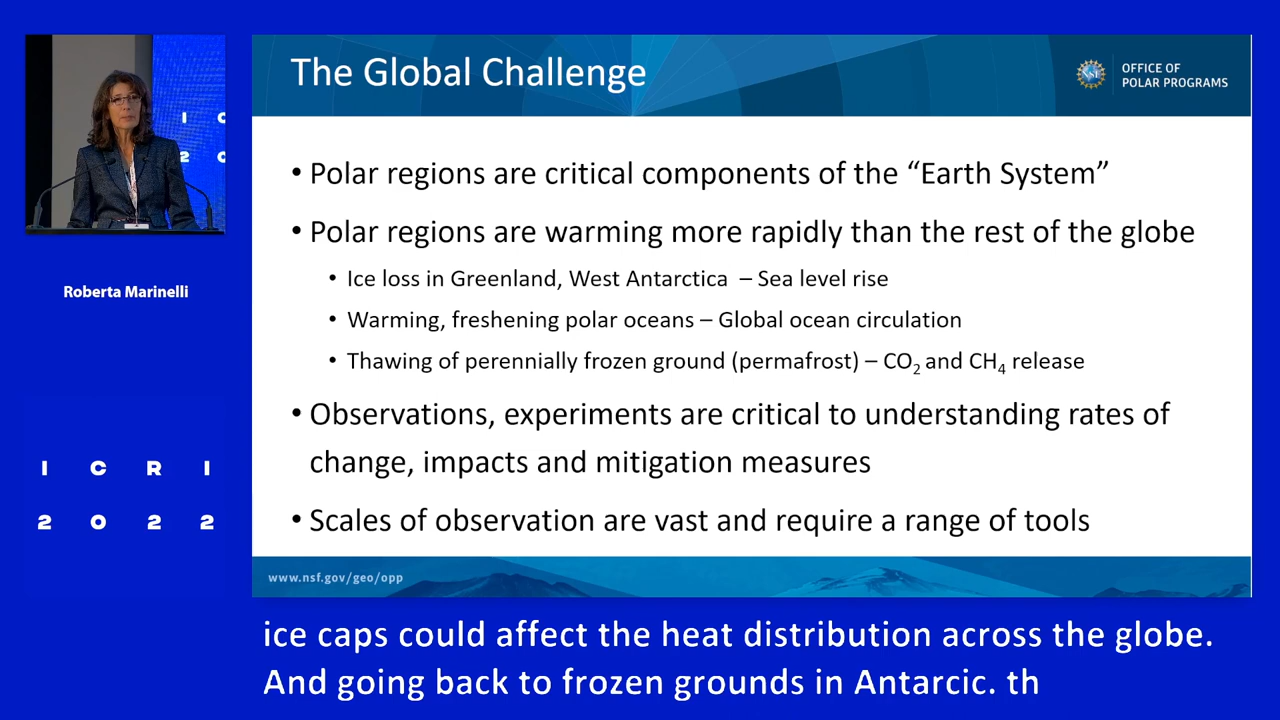 The Global Challenge
OFFICE OF
POLAR PROGRAMS
• Polar regions are critical components of the “Earth System”
• Polar regions are warming more rapidly than the rest of the globe
• Ice loss in Greenland, West Antarctica – Sea level rise
• Warming, freshening polar oceans – Global ocean circulation
• Thawing of perennially frozen ground (permafrost) – CO₂ and CH₄ release
• Observations, experiments are critical to understanding rates of
change, impacts and mitigation measures
• Scales of observation are vast and require a range of tools
www.nsf.gov/geo/opp
I C
2 0
Roberta Marinelli
I C R I
2 0 2 2
ice caps could affect the heat distribution across the globe.
And going back to frozen grounds in Antarcic. th